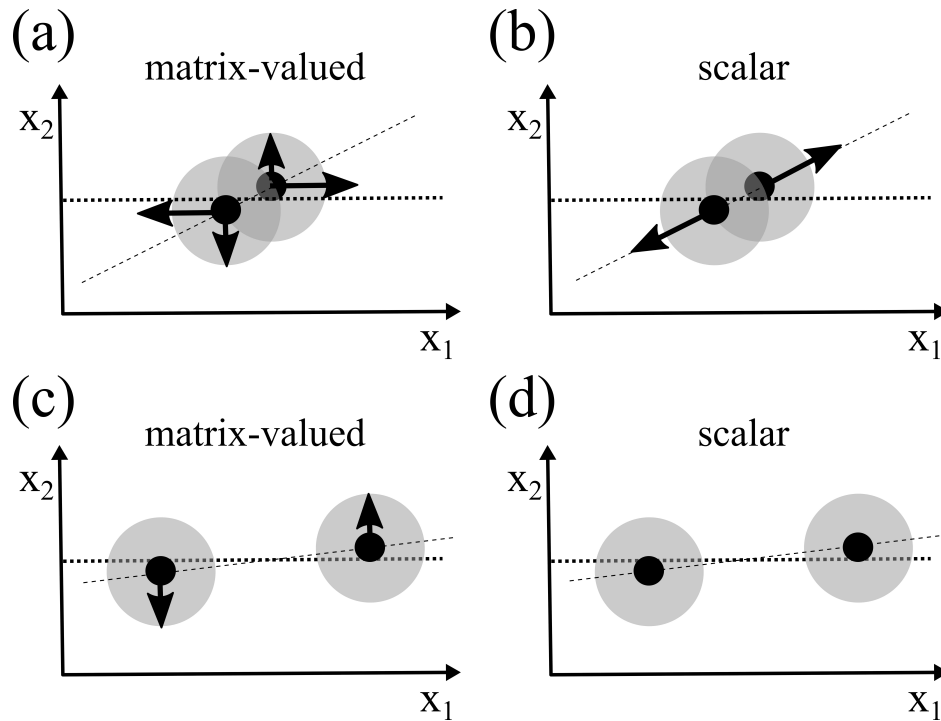 (a)
matrix-valued
x₂
x₁
(b)
scalar
x₂
x₁
(c)
matrix-valued
x₂
x₁
(d)
scalar
x₂
x₁